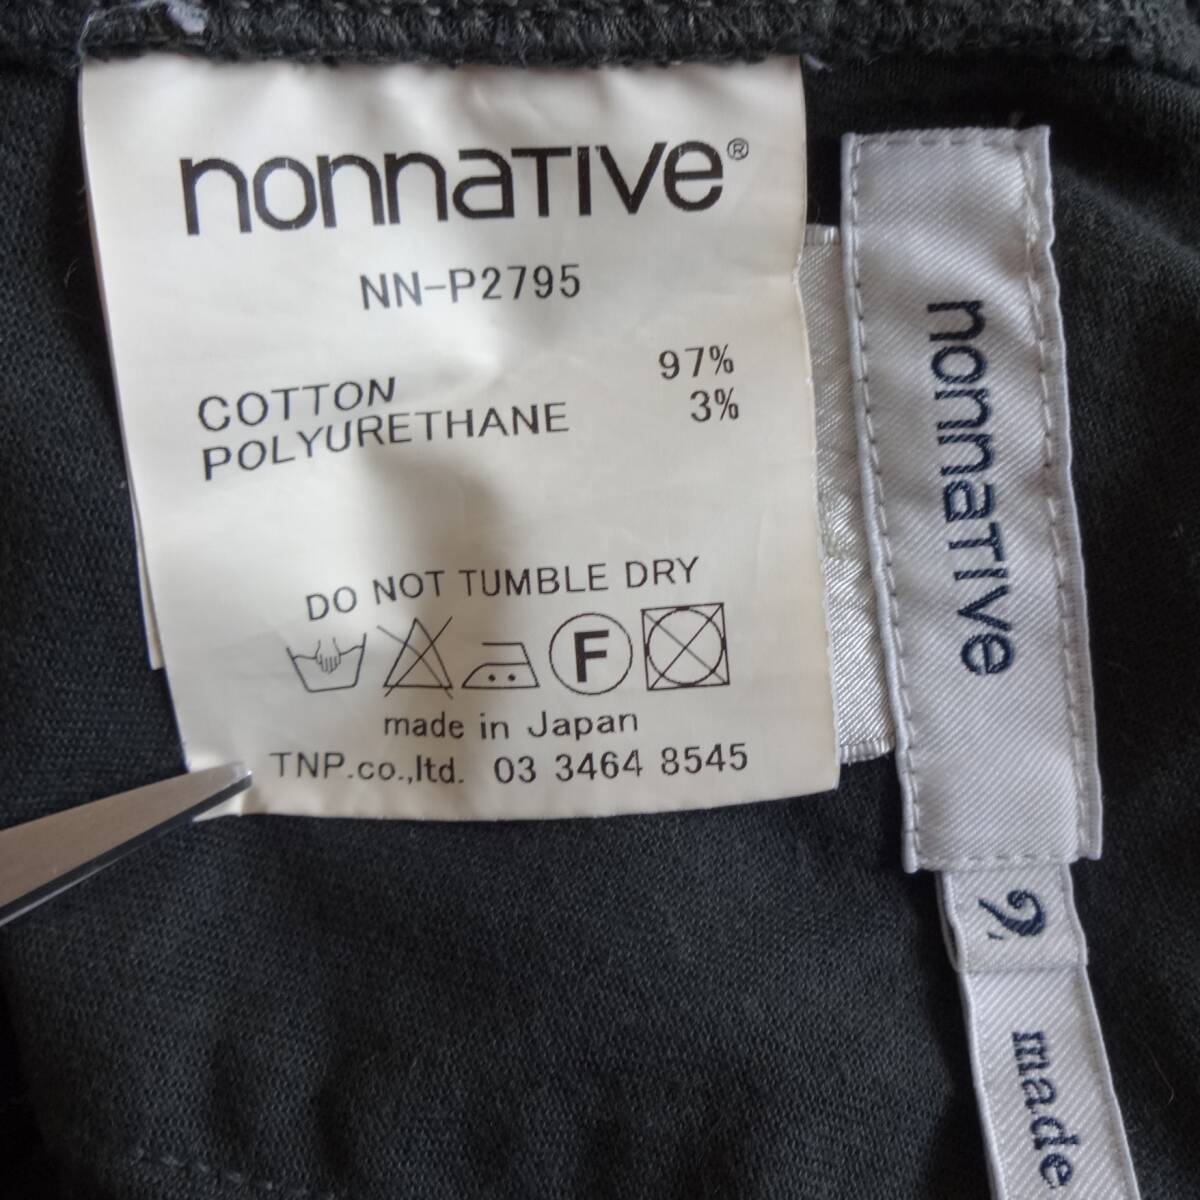 nonnaTIVe®
NN-P2795
COTTON 97%
POLYURETHANE 3%
DO NOT TUMBLE DRY
F
made in Japan
TNP.co.,ltd. 03 3464 8545
nonnaTIVe
2
made